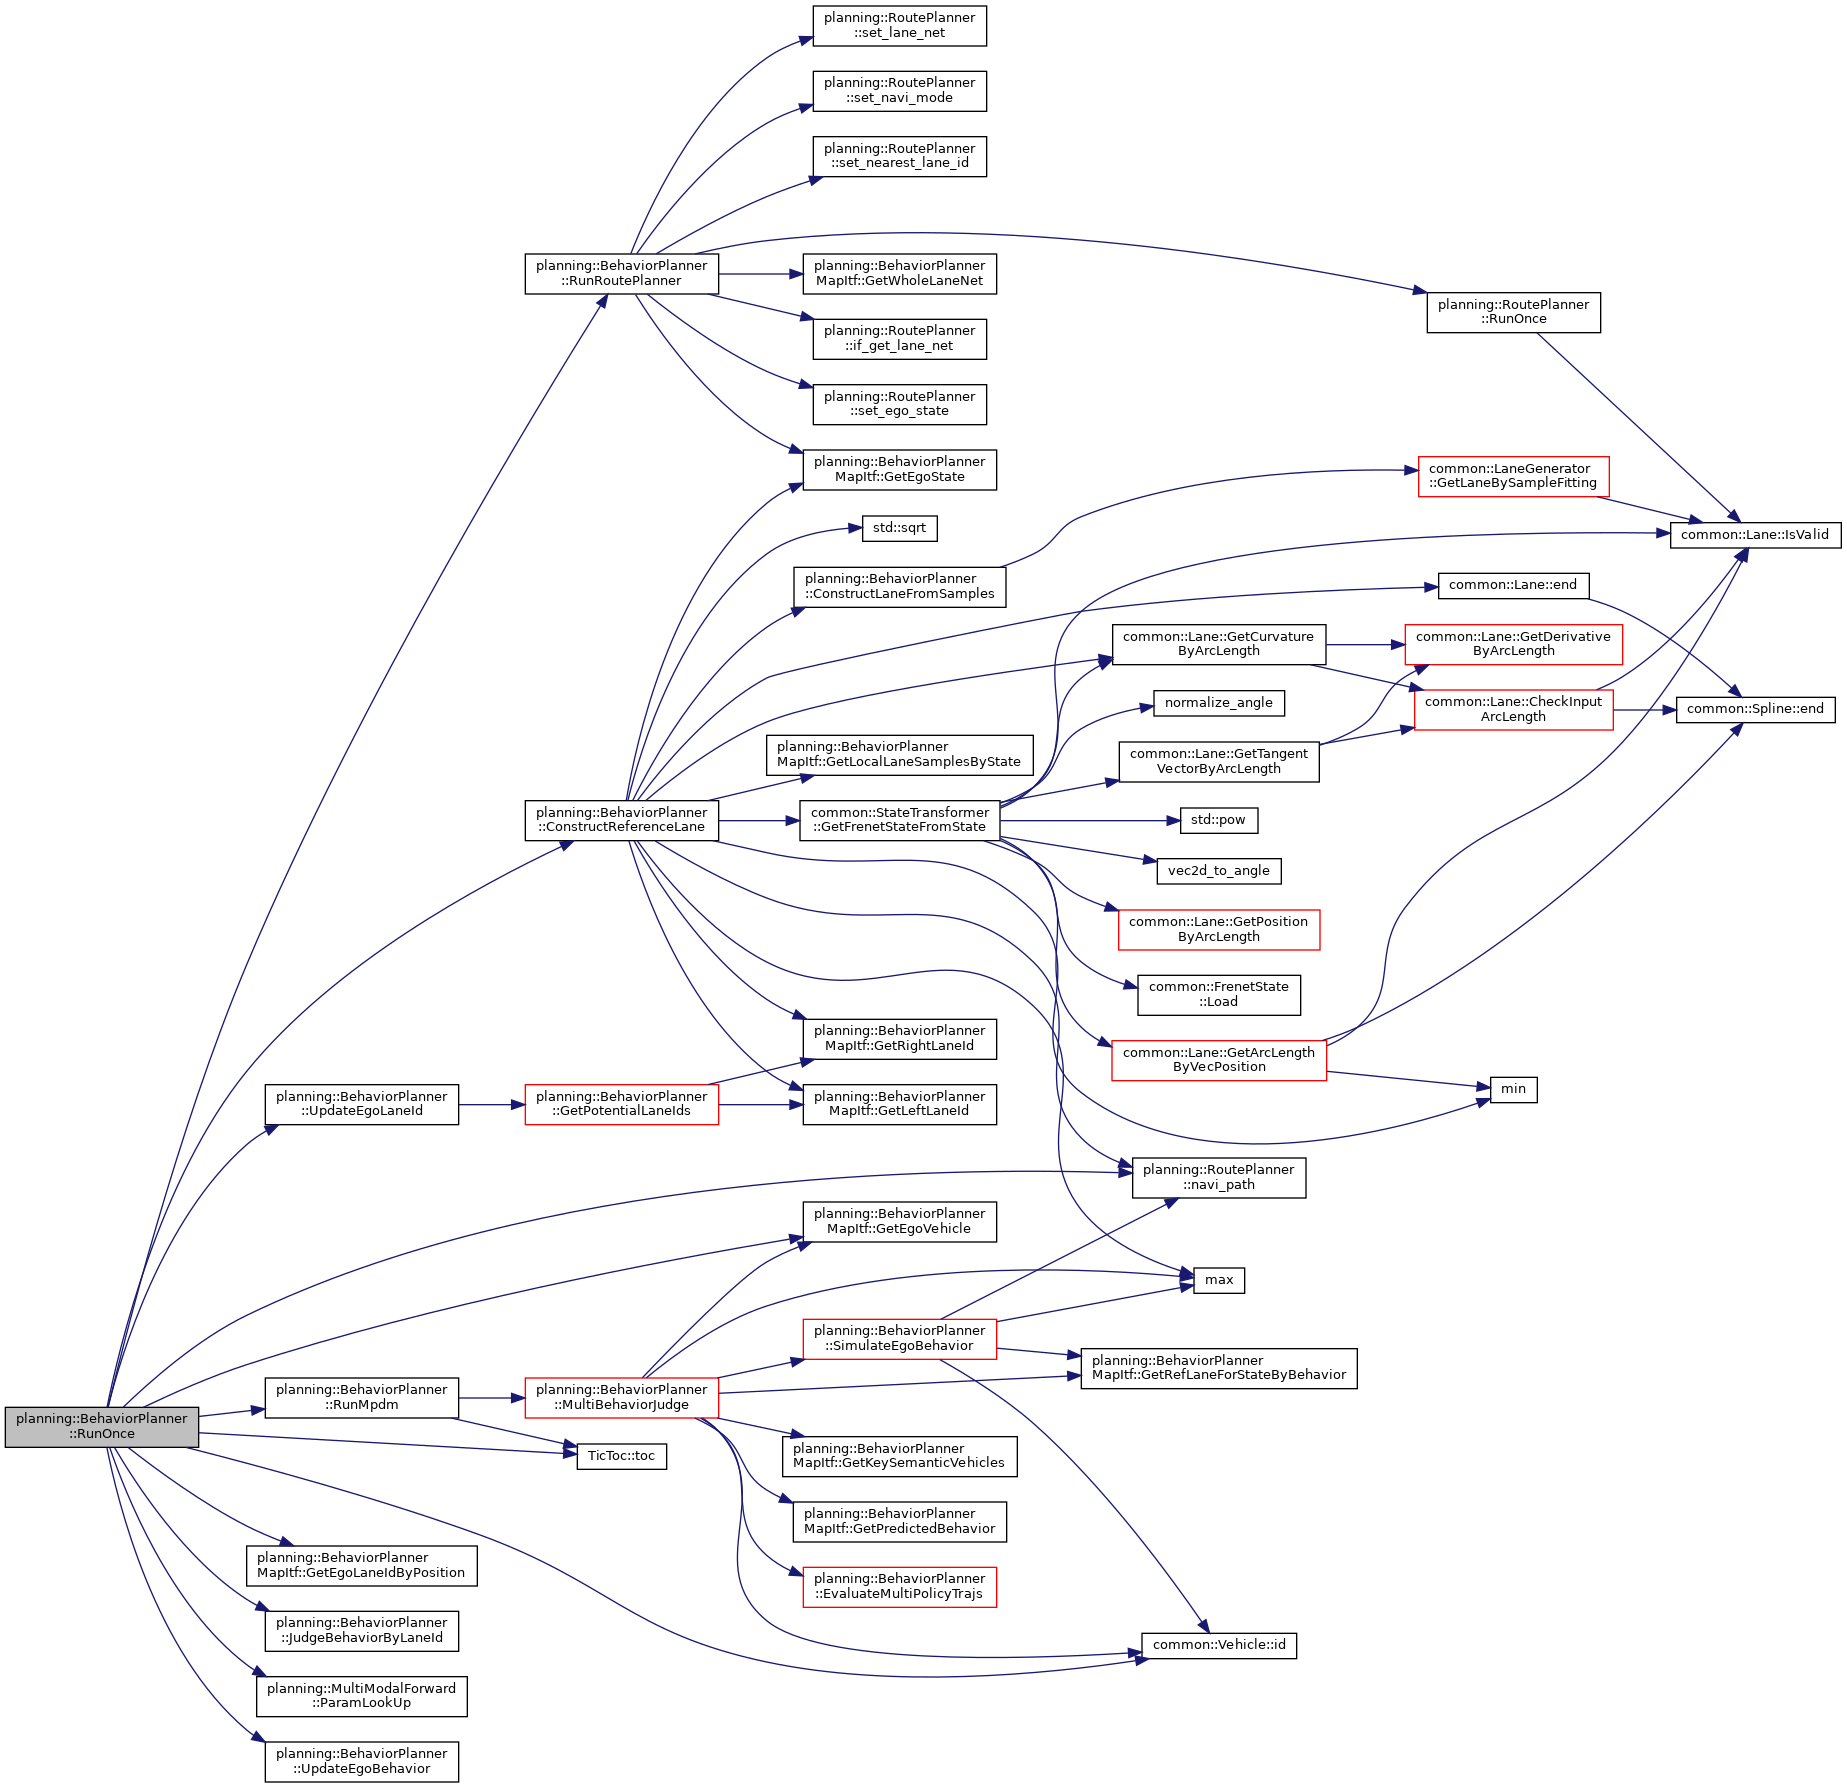 planning::RoutePlanner
::set_lane_net
planning::RoutePlanner
::set_navi_mode
planning::RoutePlanner
::set_nearest_lane_id
planning::BehaviorPlanner
::RunRoutePlanner
planning::BehaviorPlanner
MapItf::GetWholeLaneNet
planning::RoutePlanner
::RunOnce
planning::RoutePlanner
::if_get_lane_net
planning::RoutePlanner
::set_ego_state
planning::BehaviorPlanner
MapItf::GetEgoState
common::LaneGenerator
::GetLaneBySampleFitting
std::sqrt
common::Lane::IsValid
planning::BehaviorPlanner
::ConstructLaneFromSamples
common::Lane::end
common::Lane::GetCurvature
ByArcLength
common::Lane::GetDerivative
ByArcLength
normalize_angle
common::Lane::CheckInput
ArcLength
common::Spline::end
planning::BehaviorPlanner
MapItf::GetLocalLaneSamplesByState
common::Lane::GetTangent
VectorByArcLength
planning::BehaviorPlanner
::ConstructReferenceLane
common::StateTransformer
::GetFrenetStateFromState
std::pow
vec2d_to_angle
common::Lane::GetPosition
ByArcLength
common::FrenetState
::Load
planning::BehaviorPlanner
MapItf::GetRightLaneId
common::Lane::GetArcLength
ByVecPosition
min
planning::BehaviorPlanner
::UpdateEgoLaneId
planning::BehaviorPlanner
::GetPotentialLaneIds
planning::BehaviorPlanner
MapItf::GetLeftLaneId
planning::RoutePlanner
::navi_path
planning::BehaviorPlanner
MapItf::GetEgoVehicle
max
planning::BehaviorPlanner
::SimulateEgoBehavior
planning::BehaviorPlanner
MapItf::GetRefLaneForStateByBehavior
planning::BehaviorPlanner
::RunMpdm
planning::BehaviorPlanner
::MultiBehaviorJudge
planning::BehaviorPlanner
::RunOnce
TicToc::toc
planning::BehaviorPlanner
MapItf::GetKeySemanticVehicles
planning::BehaviorPlanner
MapItf::GetPredictedBehavior
planning::BehaviorPlanner
MapItf::GetEgoLaneIdByPosition
planning::BehaviorPlanner
::EvaluateMultiPolicyTrajs
planning::BehaviorPlanner
::JudgeBehaviorByLaneId
common::Vehicle::id
planning::MultiModalForward
::ParamLookUp
planning::BehaviorPlanner
::UpdateEgoBehavior